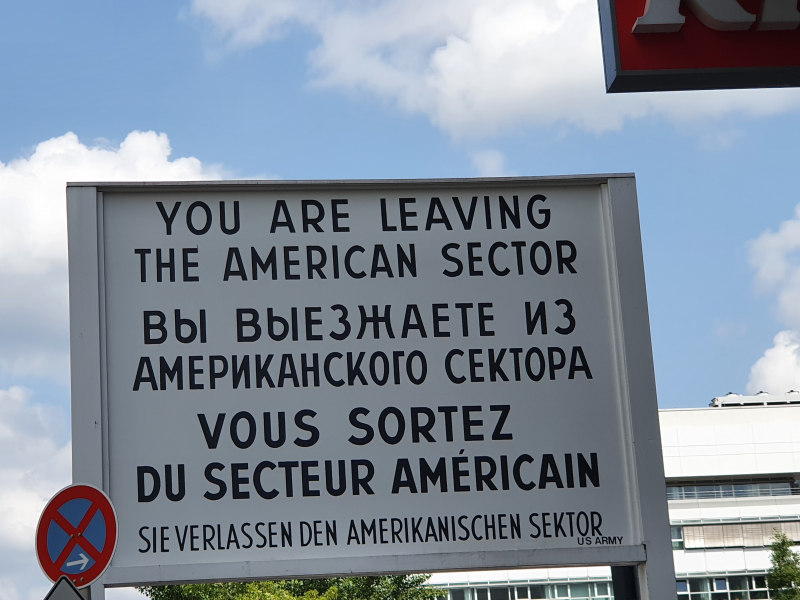 YOU ARE LEAVING
THE AMERICAN SECTOR
ВЫ ВЫЕЗЖАЕТЕ ИЗ
АМЕРИКАНСКОГО СЕКТОРА
VOUS SORTEZ
DU SECTEUR AMÉRICAIN
SIE VERLASSEN DEN AMERIKANISCHEN SEKTOR
US ARMY